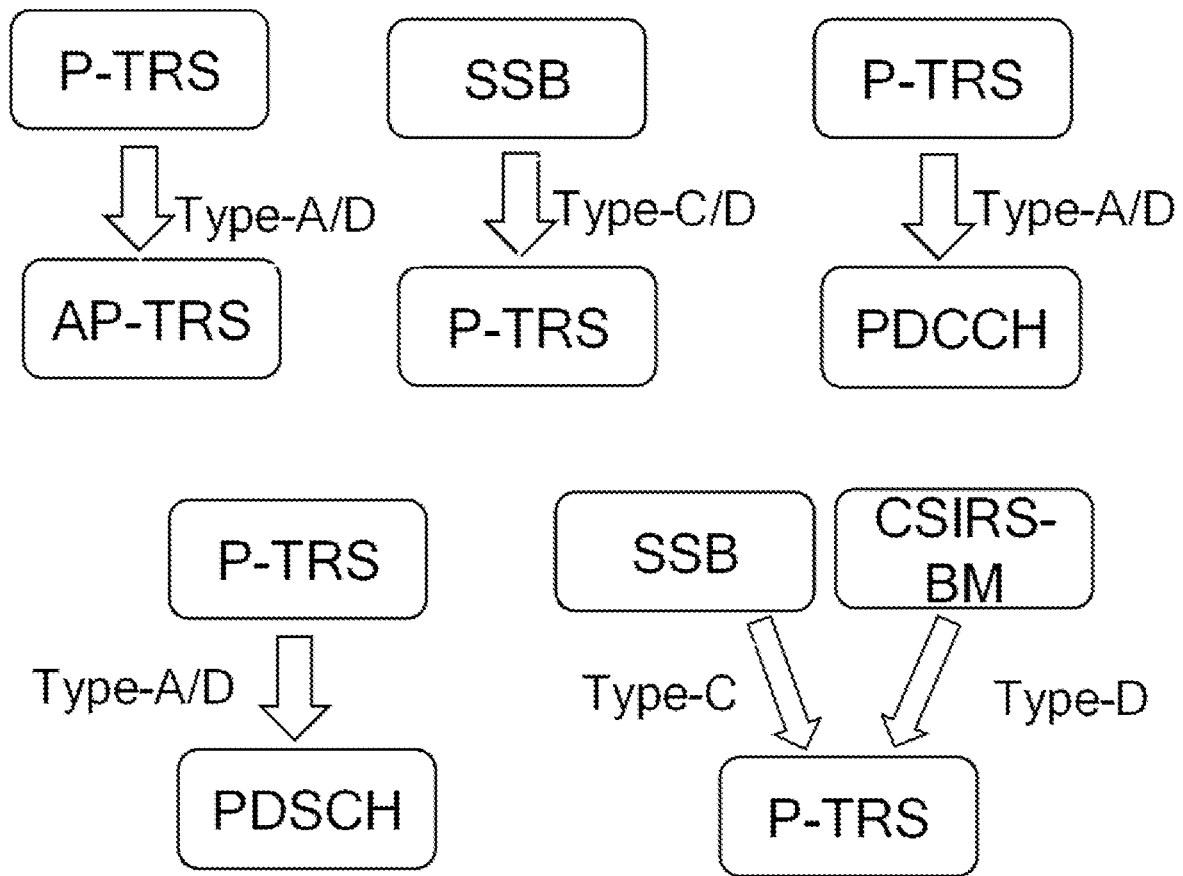 P-TRS
Type-A/D
AP-TRS
SSB
Type-C/D
P-TRS
P-TRS
Type-A/D
PDCCH
P-TRS
Type-A/D
PDSCH
SSB
CSIRS-
BM
Type-C
Type-D
P-TRS